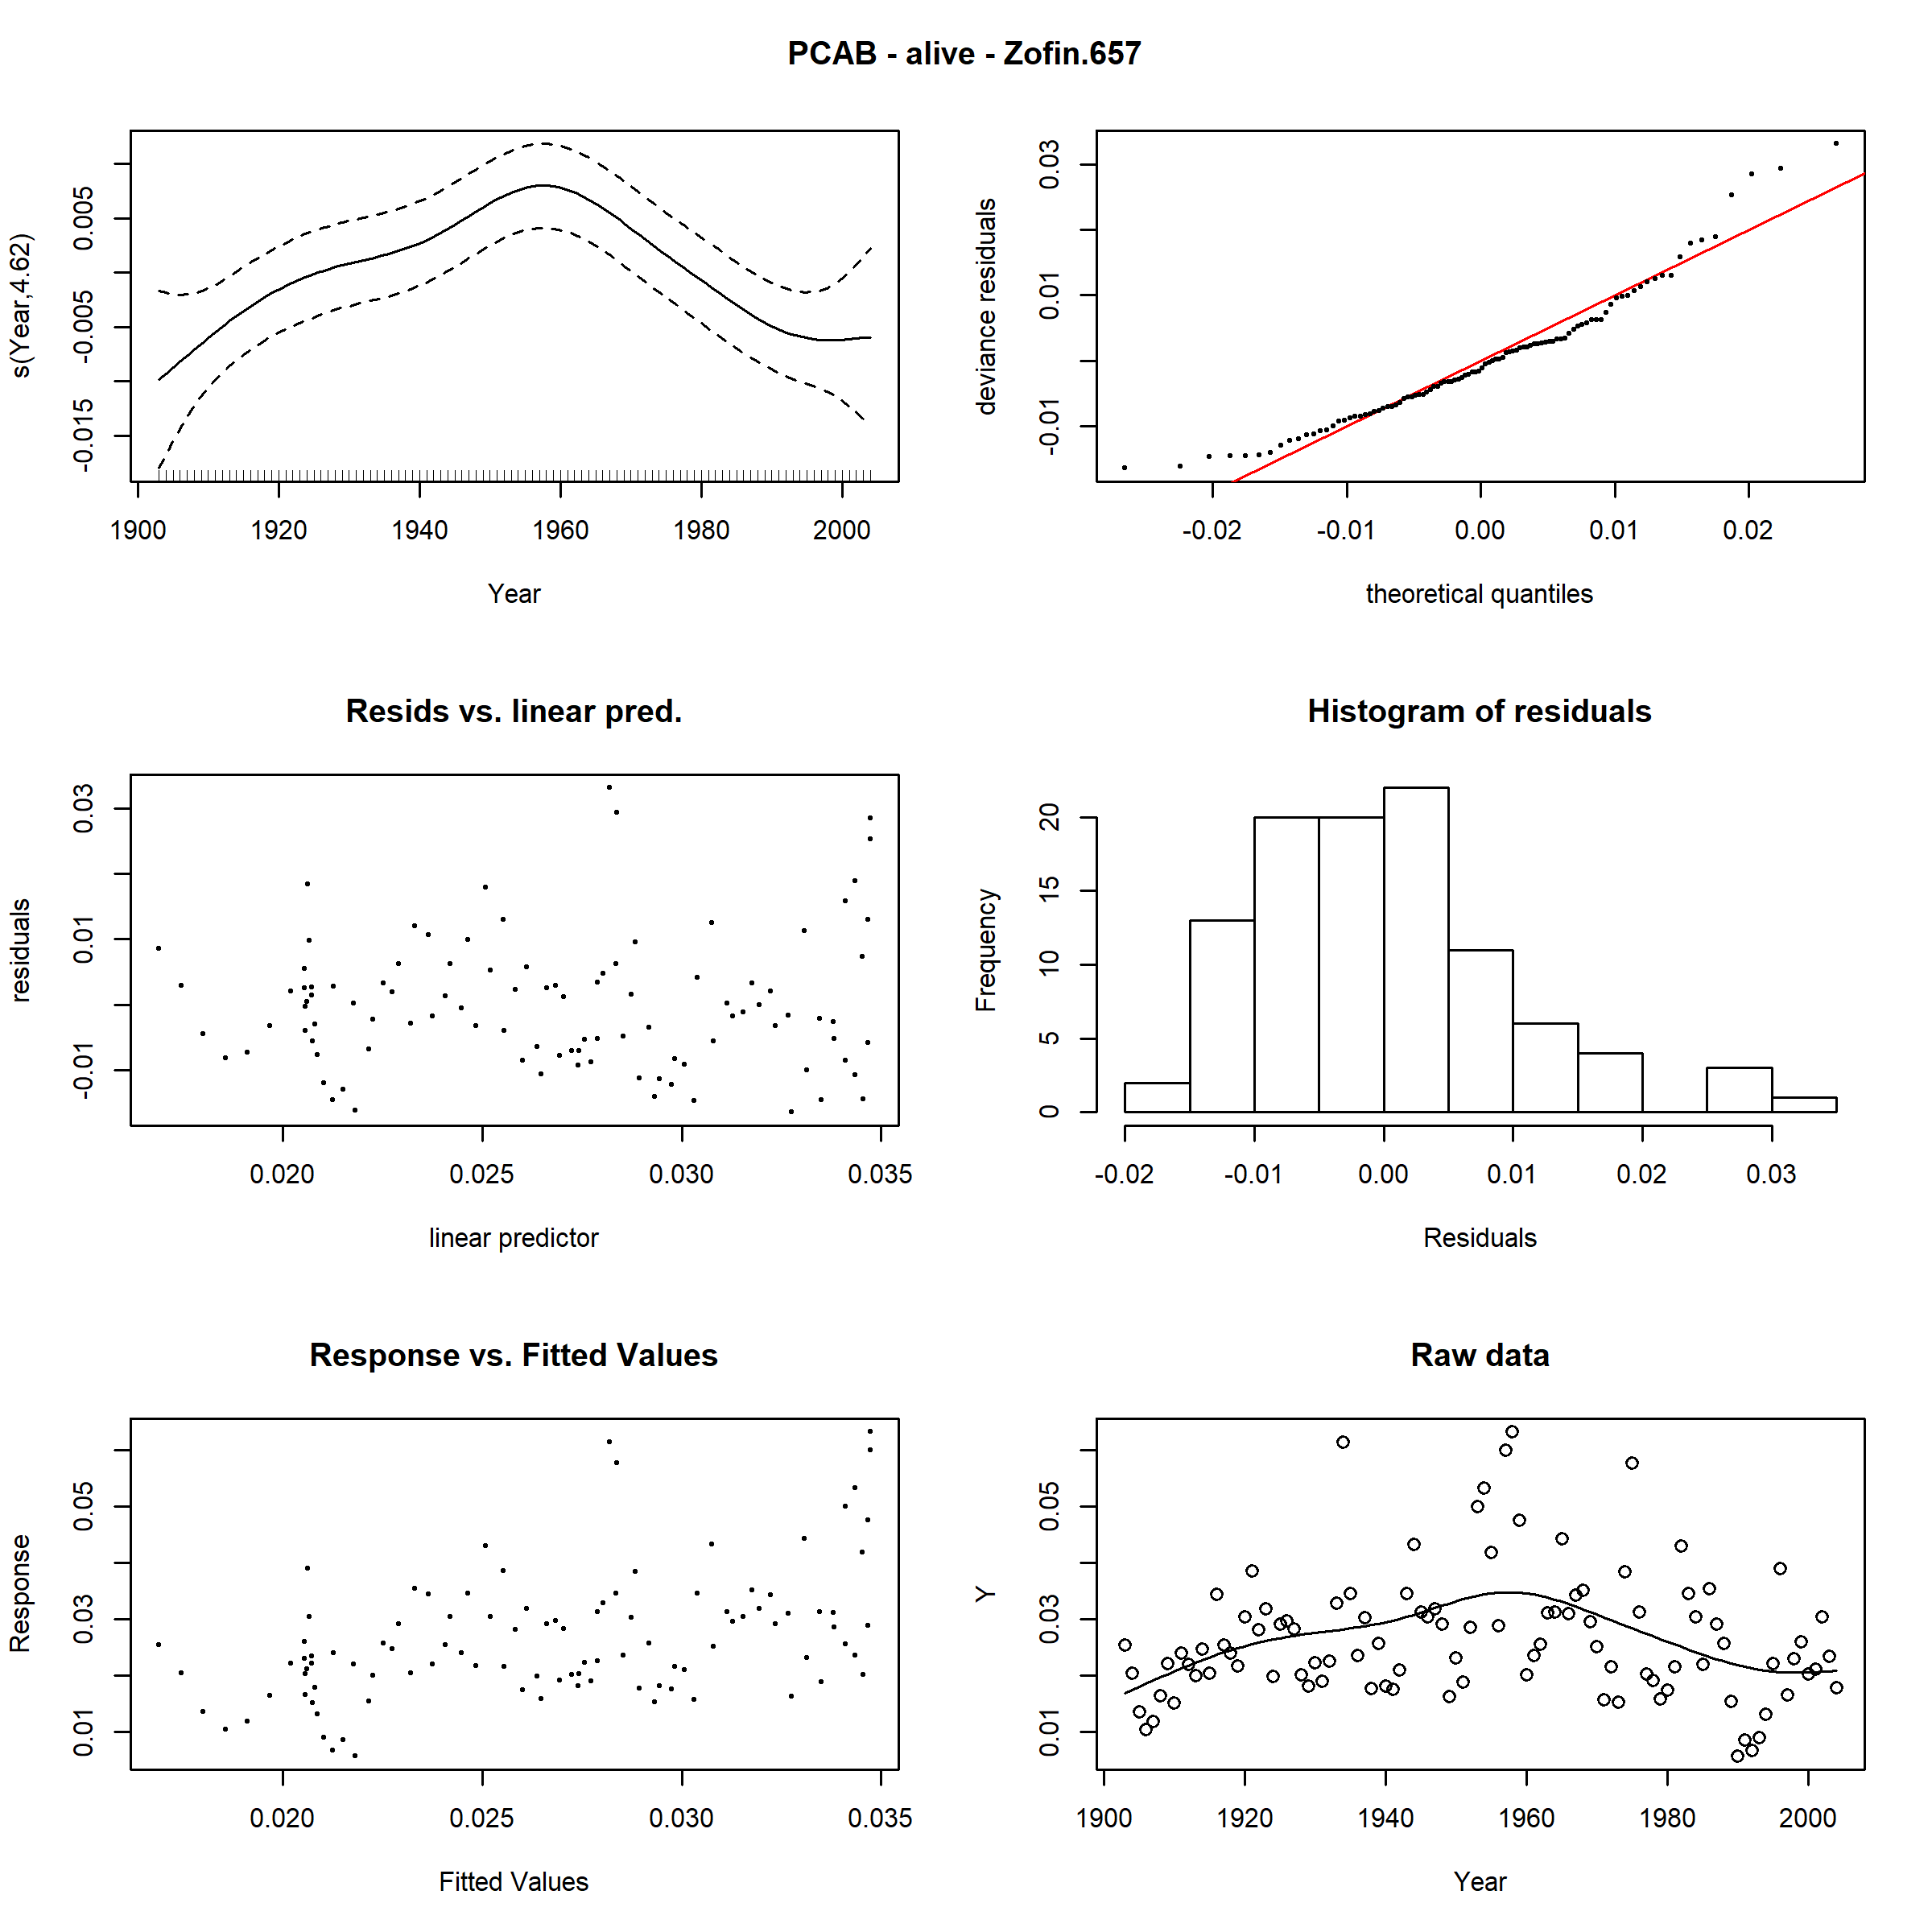 PCAB - alive - Zofin.657
s(Year,4.62)
-0.015 -0.005 0.005
1900 1920 1940 1960 1980 2000
Year
deviance residuals
-0.01 0.01 0.03
-0.02 -0.01 0.00 0.01 0.02
theoretical quantiles
Resids vs. linear pred.
residuals
-0.01 0.01 0.03
0.020 0.025 0.030 0.035
linear predictor
Histogram of residuals
Frequency
0 5 10 15 20
-0.02 -0.01 0.00 0.01 0.02 0.03
Residuals
Response vs. Fitted Values
Response
0.01 0.03 0.05
0.020 0.025 0.030 0.035
Fitted Values
Raw data
Y
0.01 0.03 0.05
1900 1920 1940 1960 1980 2000
Year